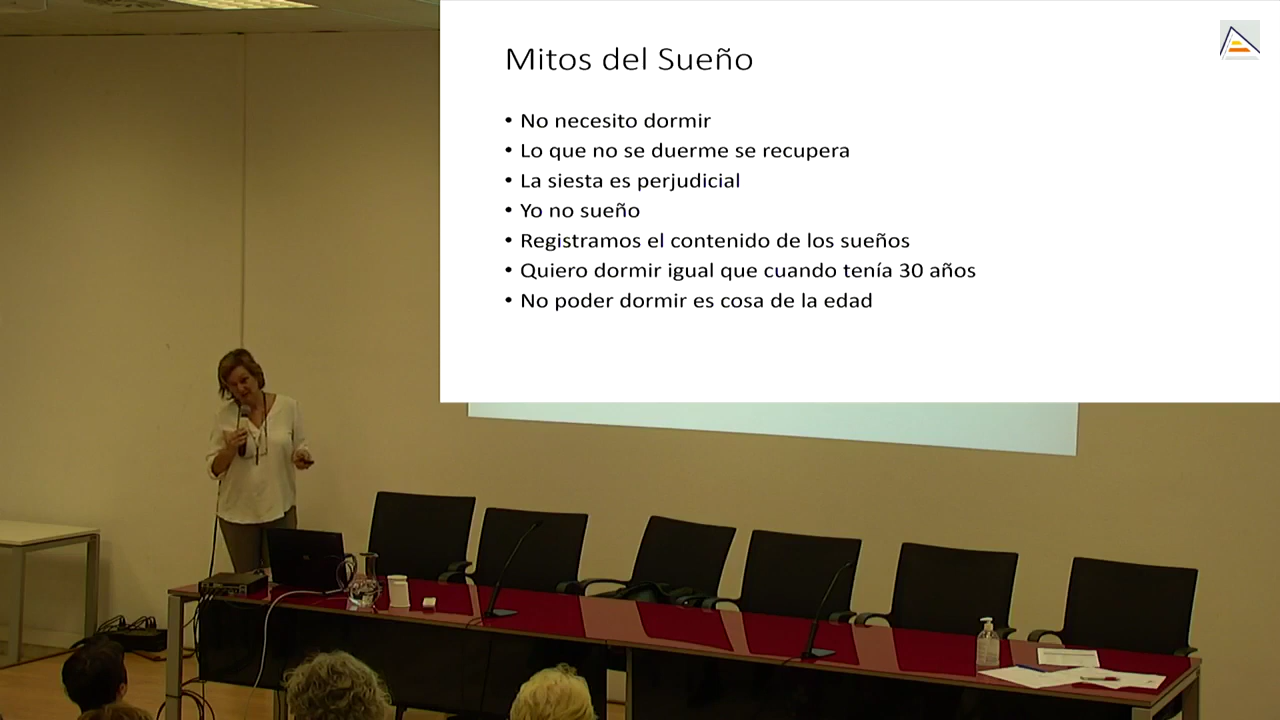 Mitos del Sueño
• No necesito dormir
• Lo que no se duerme se recupera
• La siesta es perjudicial
• Yo no sueño
• Registramos el contenido de los sueños
• Quiero dormir igual que cuando tenía 30 años
• No poder dormir es cosa de la edad